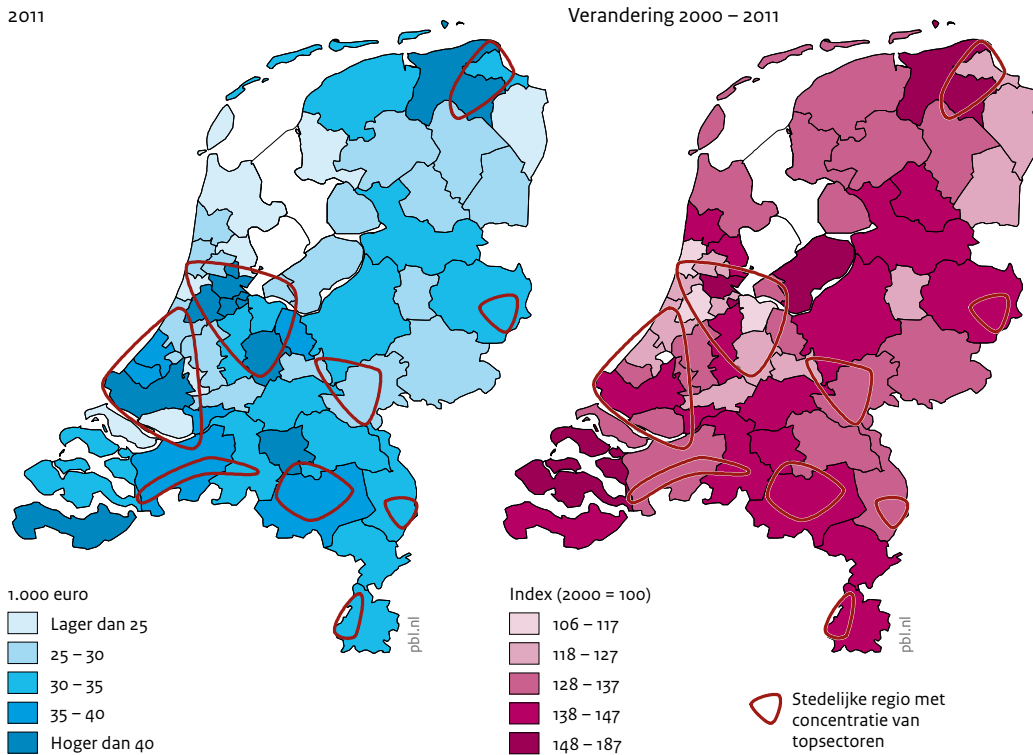 2011
1.000 euro
Lager dan 25
25 – 30
30 – 35
35 – 40
Hoger dan 40
pbl.nl
Verandering 2000 – 2011
Index (2000 = 100)
106 – 117
118 – 127
128 – 137
138 – 147
148 – 187
pbl.nl
Stedelijke regio met
concentratie van
topsectoren